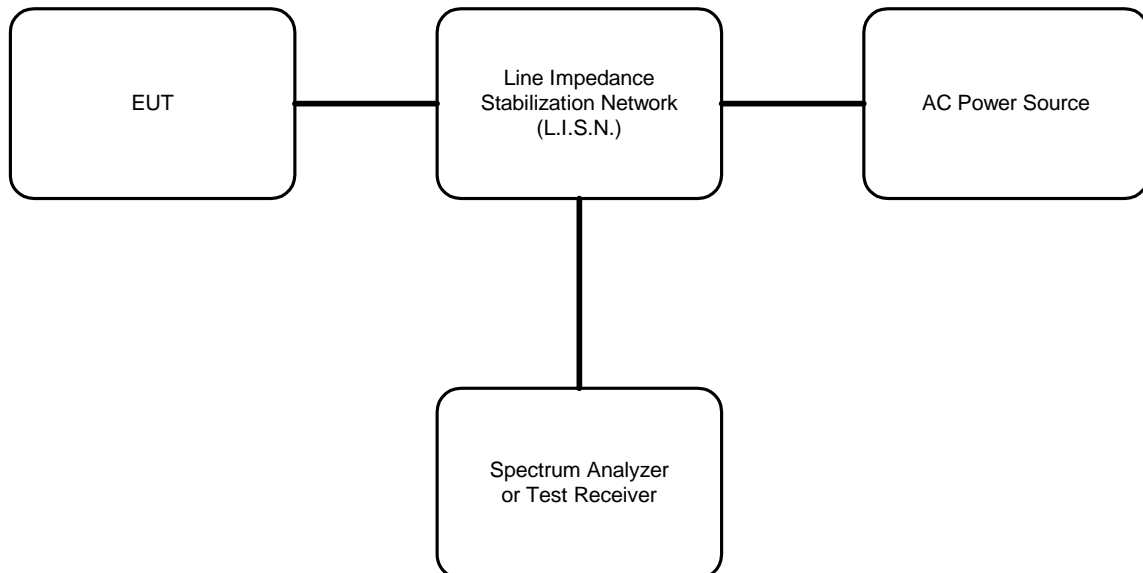 EUT
Line Impedance
Stabilization Network
(L.I.S.N.)
AC Power Source
Spectrum Analyzer
or Test Receiver